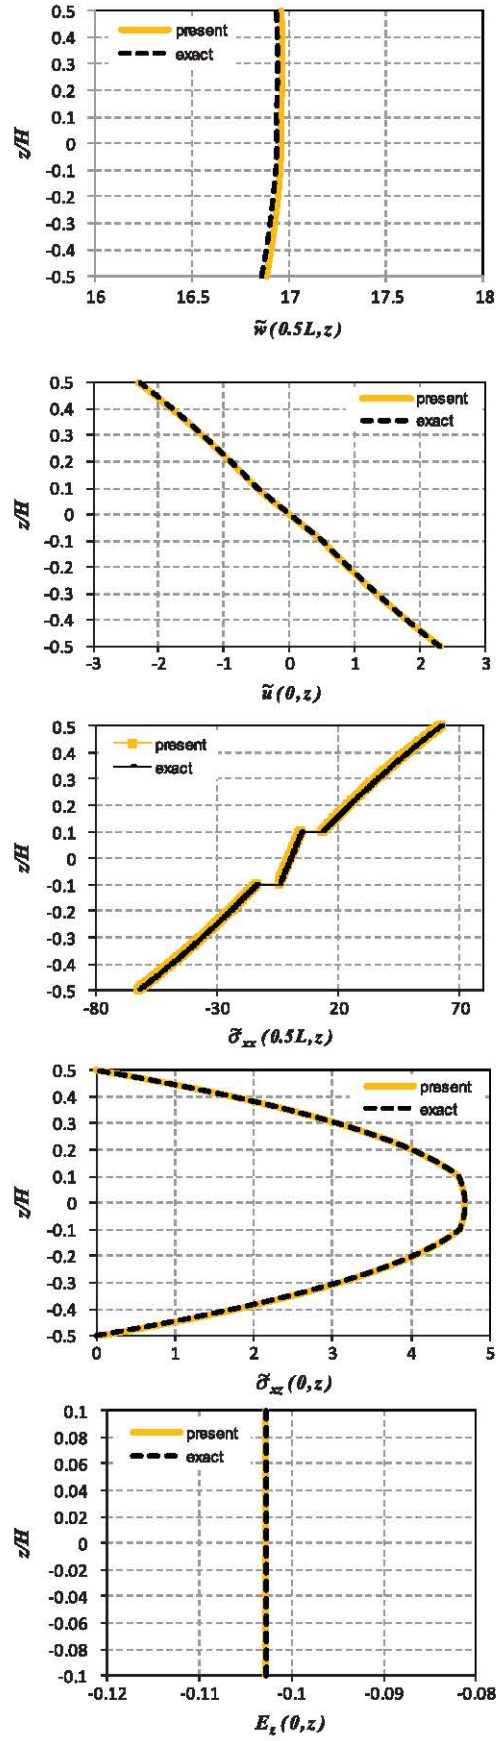 0.5
0.4
0.3
0.2
0.1
0
-0.1
-0.2
-0.3
-0.4
-0.5
z/H
present
exact
16 16.5 17 17.5 18
w̃(0.5L,z)
0.5
0.4
0.3
0.2
0.1
0
-0.1
-0.2
-0.3
-0.4
-0.5
z/H
present
exact
-3 -2 -1 0 1 2 3
ũ(0,z)
0.5
0.4
0.3
0.2
0.1
0
-0.1
-0.2
-0.3
-0.4
-0.5
z/H
present
exact
-80 -30 20 70
σ̃xx(0.5L,z)
0.5
0.4
0.3
0.2
0.1
0
-0.1
-0.2
-0.3
-0.4
-0.5
z/H
present
exact
0 1 2 3 4 5
σ̃xz(0,z)
0.1
0.08
0.06
0.04
0.02
0
-0.02
-0.04
-0.06
-0.08
-0.1
z/H
present
exact
-0.12 -0.11 -0.1 -0.09 -0.08
Ez(0,z)